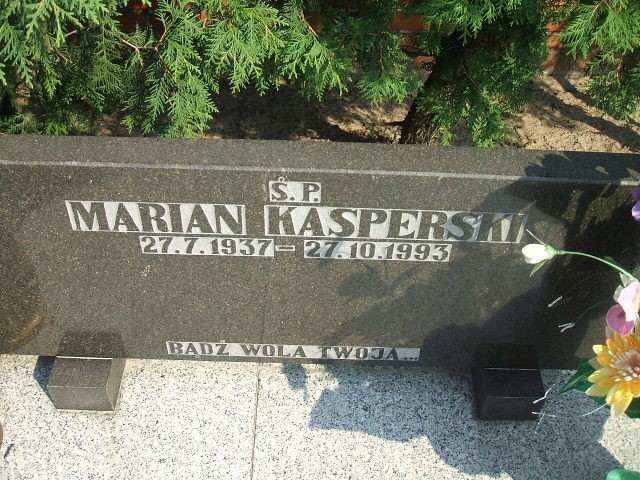 Ś.P.
MARIAN KASPERSKI
27.7.1937 – 27.10.1993
BĄDŹ WOLA TWOJA...